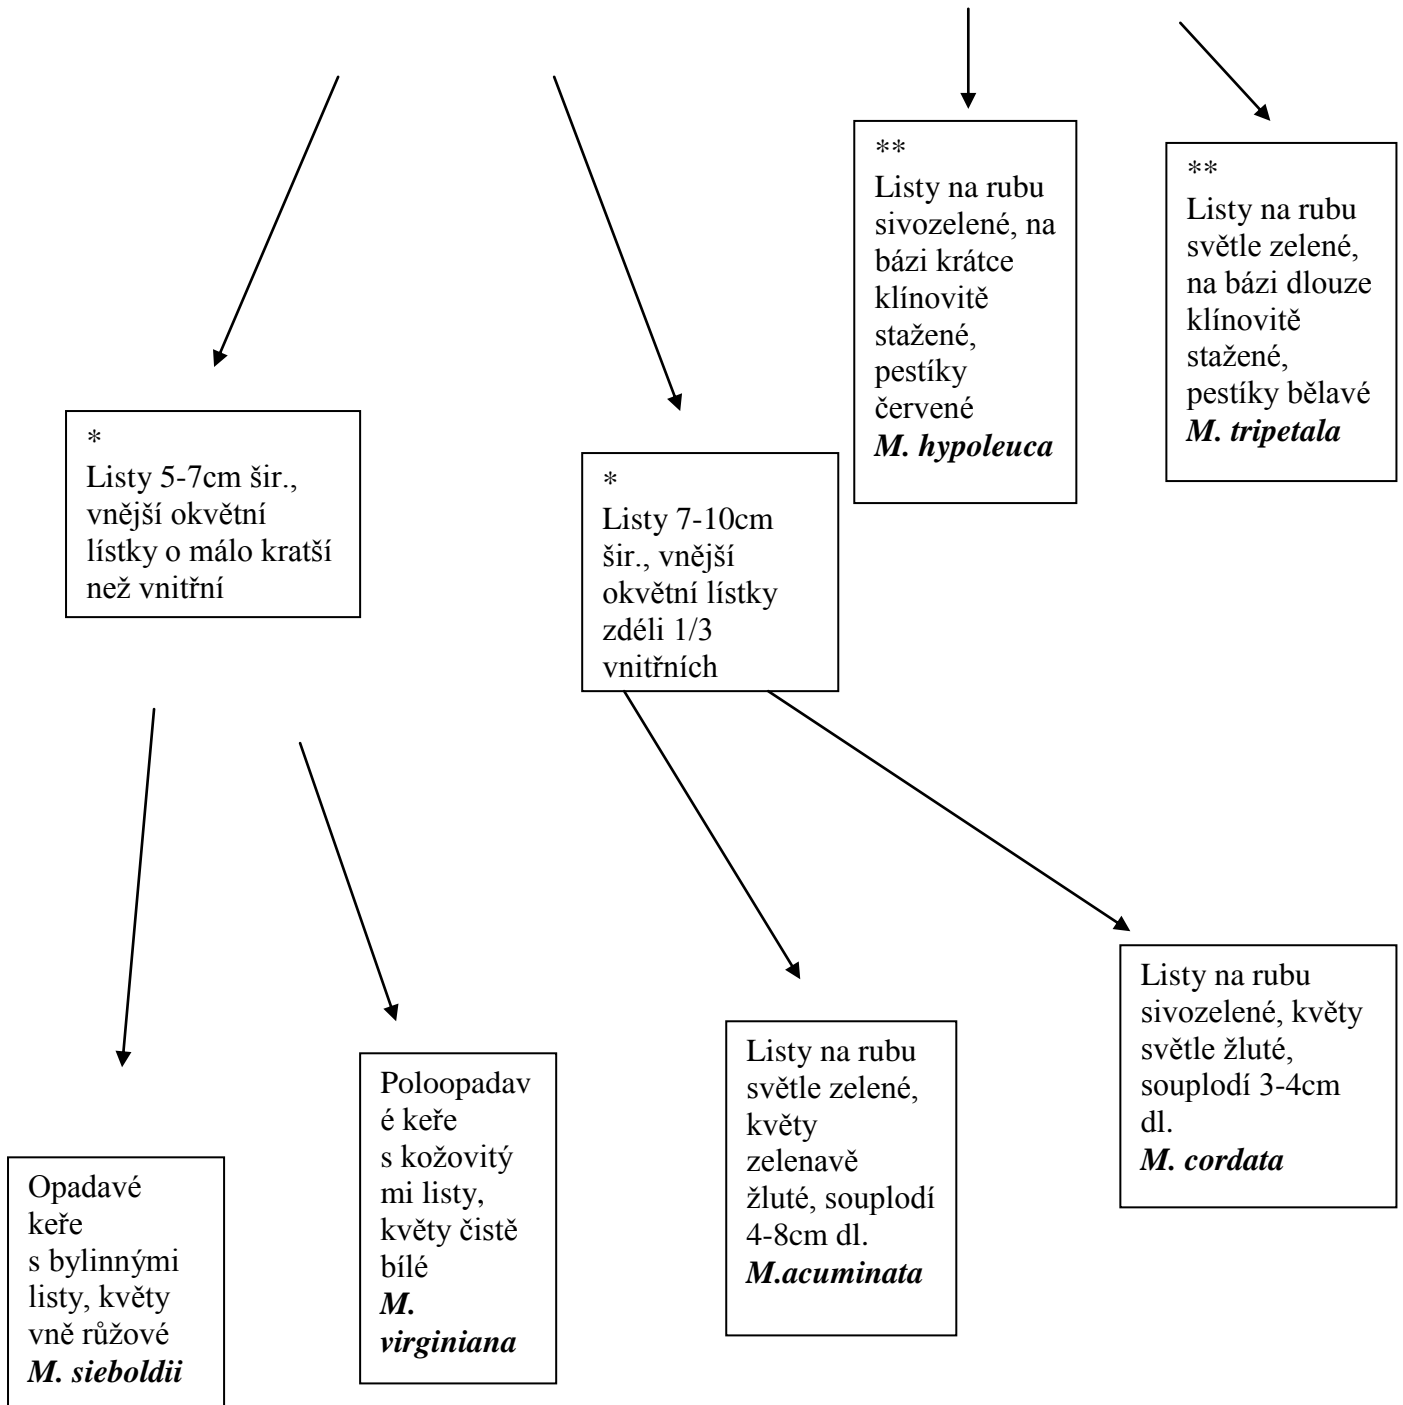 **
Listy na rubu
sivozelené, na
bázi krátce
klínovitě
stažené,
pestíky
červené
M. hypoleuca
**
Listy na rubu
světle zelené,
na bázi dlouze
klínovitě
stažené,
pestíky bělavé
M. tripetala
*
Listy 5-7cm šir.,
vnější okvětní
lístky o málo kratší
než vnitřní
*
Listy 7-10cm
šir., vnější
okvětní lístky
zdéli 1/3
vnitřních
Opadavé
keře
s bylinnými
listy, květy
vně růžové
M. sieboldii
Poloopadav
é keře
s kožovitý
mi listy,
květy čistě
bílé
M.
virginiana
Listy na rubu
světle zelené,
květy
zelenavě
žluté, souplodí
4-8cm dl.
M.acuminata
Listy na rubu
sivozelené, květy
světle žluté,
souplodí 3-4cm
dl.
M. cordata